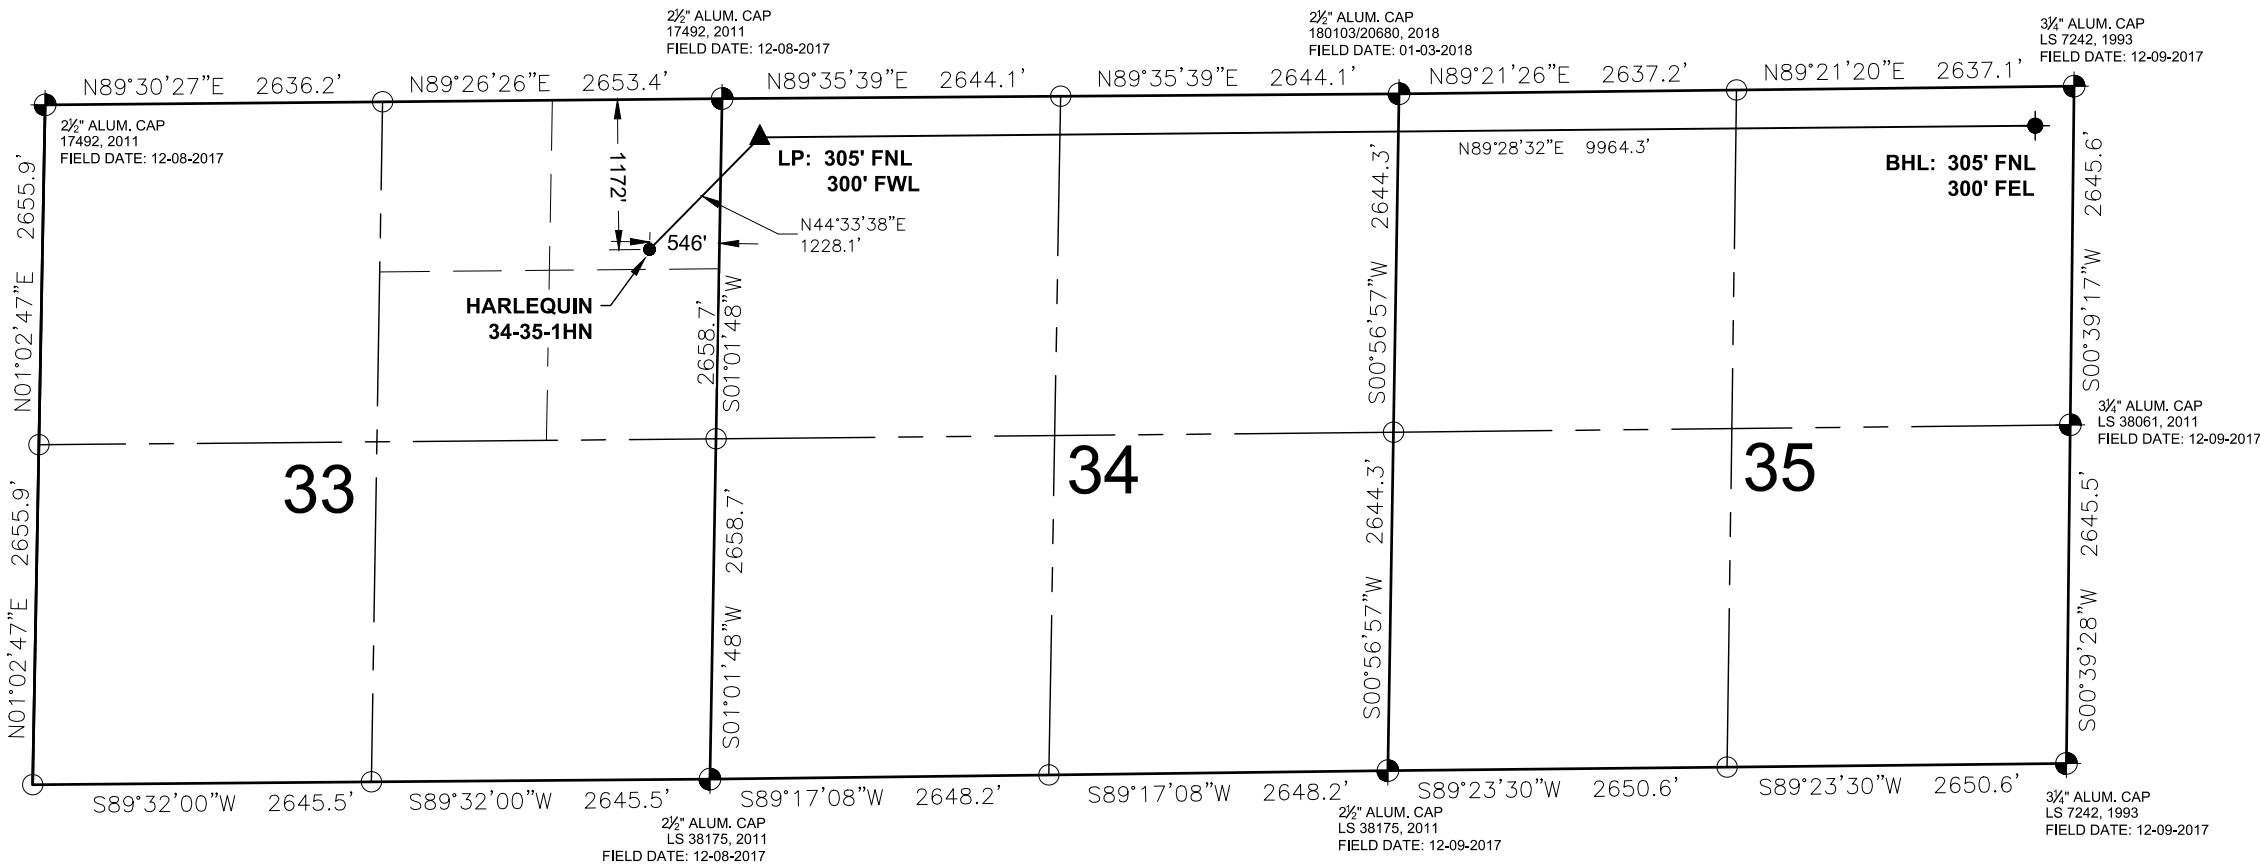 2½" ALUM. CAP
17492, 2011
FIELD DATE: 12-08-2017
2½" ALUM. CAP
180103/20680, 2018
FIELD DATE: 01-03-2018
3¼" ALUM. CAP
LS 7242, 1993
FIELD DATE: 12-09-2017
N89°30'27"E 2636.2'
N89°26'26"E 2653.4'
N89°35'39"E 2644.1'
N89°35'39"E 2644.1'
N89°21'26"E 2637.2'
N89°21'20"E 2637.1'
2½" ALUM. CAP
17492, 2011
FIELD DATE: 12-08-2017
1172'
546'
LP: 305' FNL
300' FWL
N44°33'38"E
1228.1'
N89°28'32"E 9964.3'
BHL: 305' FNL
300' FEL
HARLEQUIN
34-35-1HN
N01°02'47"E 2655.9'
2658.7'
S01°01'48"W
S00°56'57"W 2644.3'
S00°39'17"W 2645.6'
3¼" ALUM. CAP
LS 38061, 2011
FIELD DATE: 12-09-2017
33
34
35
N01°02'47"E 2655.9'
S01°01'48"W 2658.7'
S00°56'57"W 2644.3'
S00°39'28"W 2645.5'
S89°32'00"W 2645.5'
S89°32'00"W 2645.5'
S89°17'08"W 2648.2'
S89°17'08"W 2648.2'
S89°23'30"W 2650.6'
S89°23'30"W 2650.6'
2½" ALUM. CAP
LS 38175, 2011
FIELD DATE: 12-08-2017
2½" ALUM. CAP
LS 38175, 2011
FIELD DATE: 12-09-2017
3¼" ALUM. CAP
LS 7242, 1993
FIELD DATE: 12-09-2017